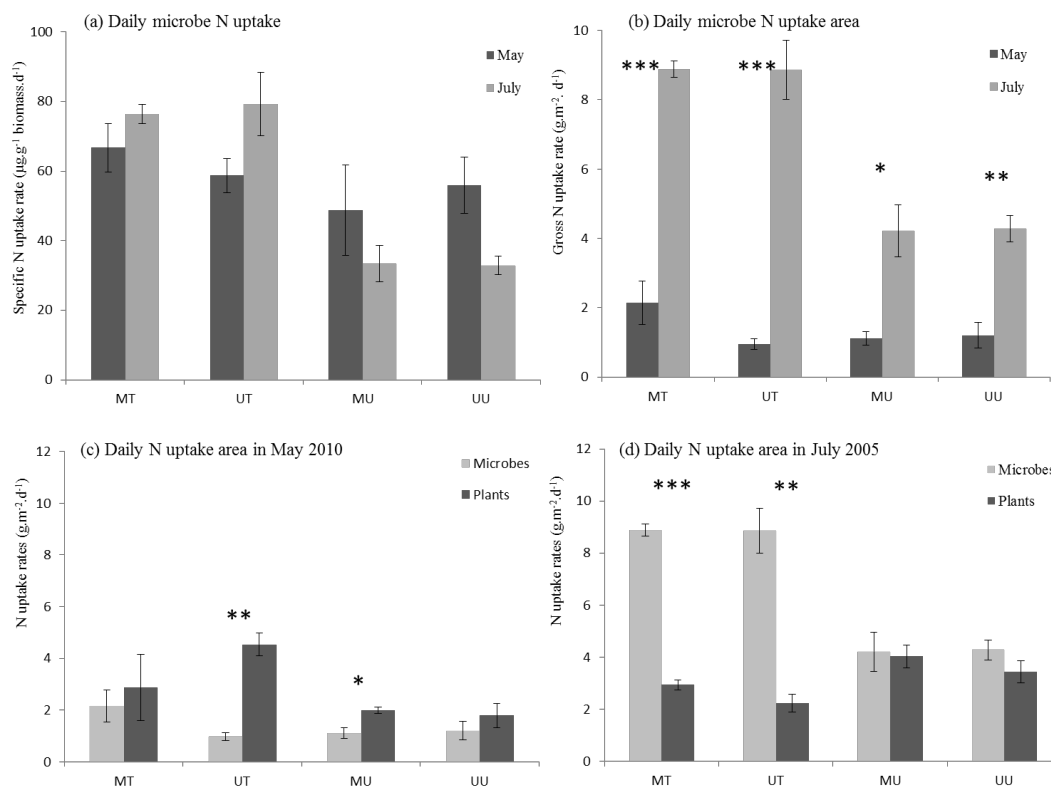 (a) Daily microbe N uptake
100
80
60
40
20
0
Specific N uptake rate (µg.g⁻¹ biomass.d⁻¹)
May
July
MT UT MU UU
(b) Daily microbe N uptake area
10
8
6
4
2
0
Gross N uptake rate (g.m⁻². d⁻¹)
May
July
*** *** * **
MT UT MU UU
(c) Daily N uptake area in May 2010
12
10
8
6
4
2
0
N uptake rates (g.m⁻².d⁻¹)
Microbes
Plants
** *
MT UT MU UU
(d) Daily N uptake area in July 2005
12
10
8
6
4
2
0
N uptake rates (g.m⁻².d⁻¹)
Microbes
Plants
*** **
MT UT MU UU